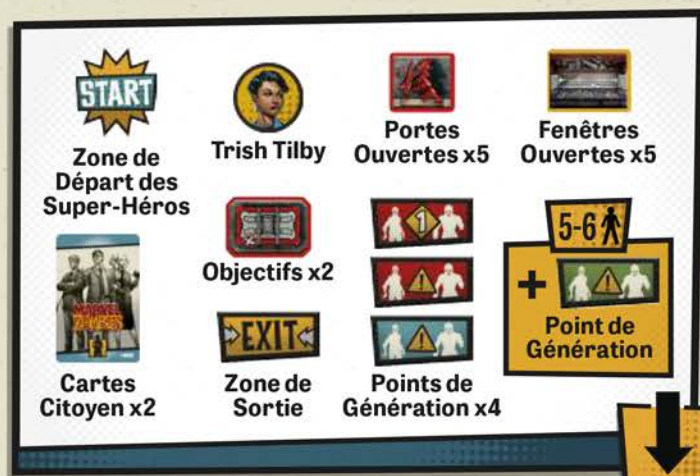 START
Zone de
Départ des
Super-Héros
Trish Tilby
Portes
Ouvertes x5
Fenêtres
Ouvertes x5
x2
Objectifs x2
1
5-6
+
Point de
Génération
MARVEL
ZOMBIES
Cartes
Citoyen x2
EXIT
Zone de
Sortie
Points de
Génération x4